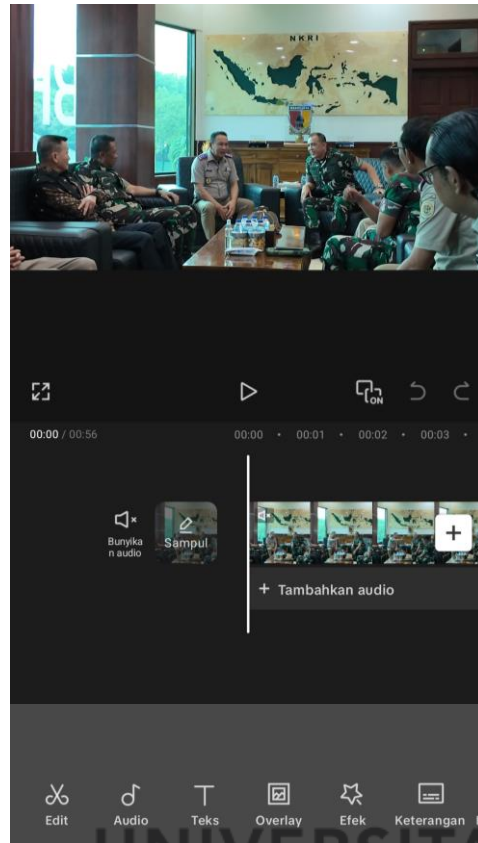 NKRI
ON
00:00 / 00:56
00:00 • 00:01 • 00:02 • 00:03 •
Bunyika
n audio
Sampul
+ Tambahkan audio
Edit
Audio
Teks
Overlay
Efek
Keterangan